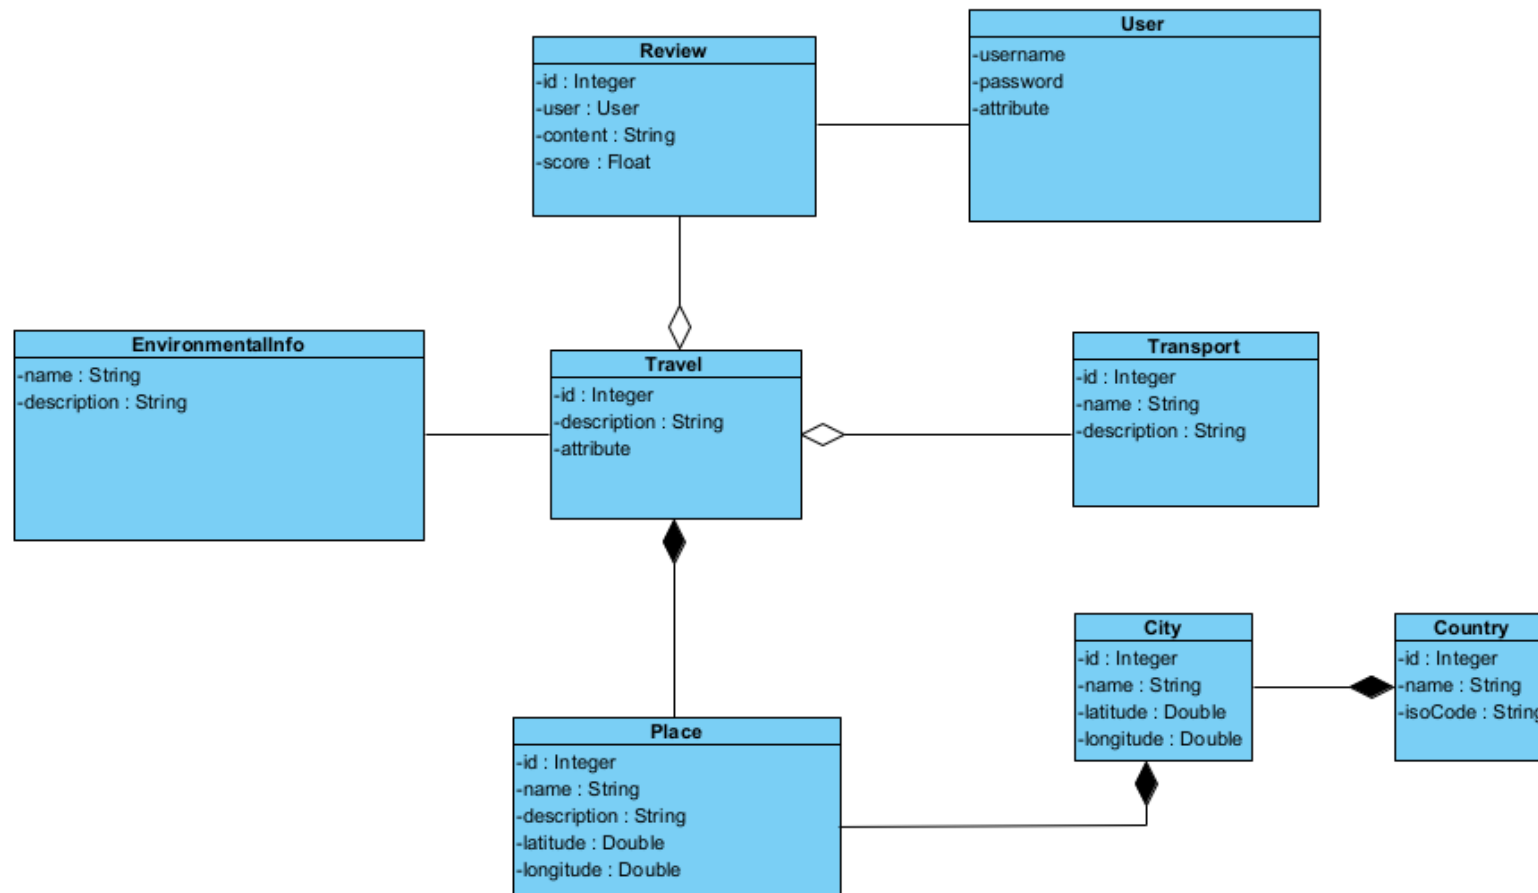 Review
-id : Integer
-user : User
-content : String
-score : Float
User
-username
-password
-attribute
EnvironmentalInfo
-name : String
-description : String
Travel
-id : Integer
-description : String
-attribute
Transport
-id : Integer
-name : String
-description : String
City
-id : Integer
-name : String
-latitude : Double
-longitude : Double
Country
-id : Integer
-name : String
-isoCode : String
Place
-id : Integer
-name : String
-description : String
-latitude : Double
-longitude : Double